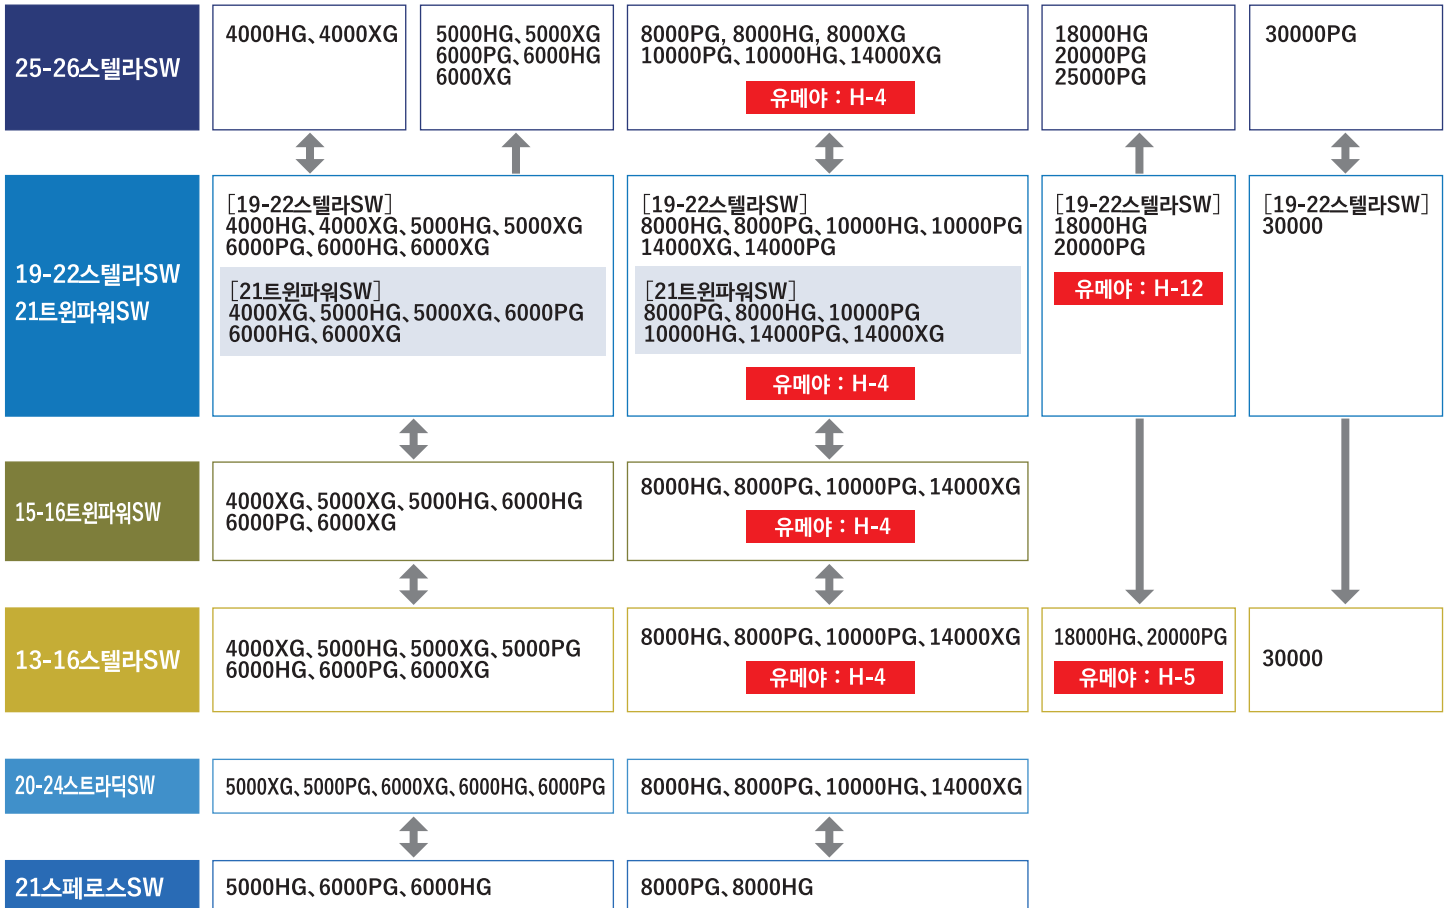 25-26스텔라SW
4000HG、4000XG
5000HG、5000XG
6000PG、6000HG
6000XG
8000PG, 8000HG, 8000XG
10000PG、10000HG、14000XG
유메야 : H-4
18000HG
20000PG
25000PG
30000PG
19-22스텔라SW
21트윈파워SW
[19-22스텔라SW]
4000HG、4000XG、5000HG、5000XG
6000PG、6000HG、6000XG
[21트윈파워SW]
4000XG、5000HG、5000XG、6000PG
6000HG、6000XG
[19-22스텔라SW]
8000HG、8000PG、10000HG、10000PG
14000XG、14000PG
[21트윈파워SW]
8000PG、8000HG、10000PG
10000HG、14000PG、14000XG
유메야 : H-4
[19-22스텔라SW]
18000HG
20000PG
유메야 : H-12
[19-22스텔라SW]
30000
15-16트윈파워SW
4000XG、5000XG、5000HG、6000HG
6000PG、6000XG
8000HG、8000PG、10000PG、14000XG
유메야 : H-4
13-16스텔라SW
4000XG、5000HG、5000XG、5000PG
6000HG、6000PG、6000XG
8000HG、8000PG、10000PG、14000XG
유메야 : H-4
18000HG、20000PG
유메야 : H-5
30000
20-24스트라딕SW
5000XG、5000PG、6000XG、6000HG、6000PG
8000HG、8000PG、10000HG、14000XG
21스페로스SW
5000HG、6000PG、6000HG
8000PG、8000HG